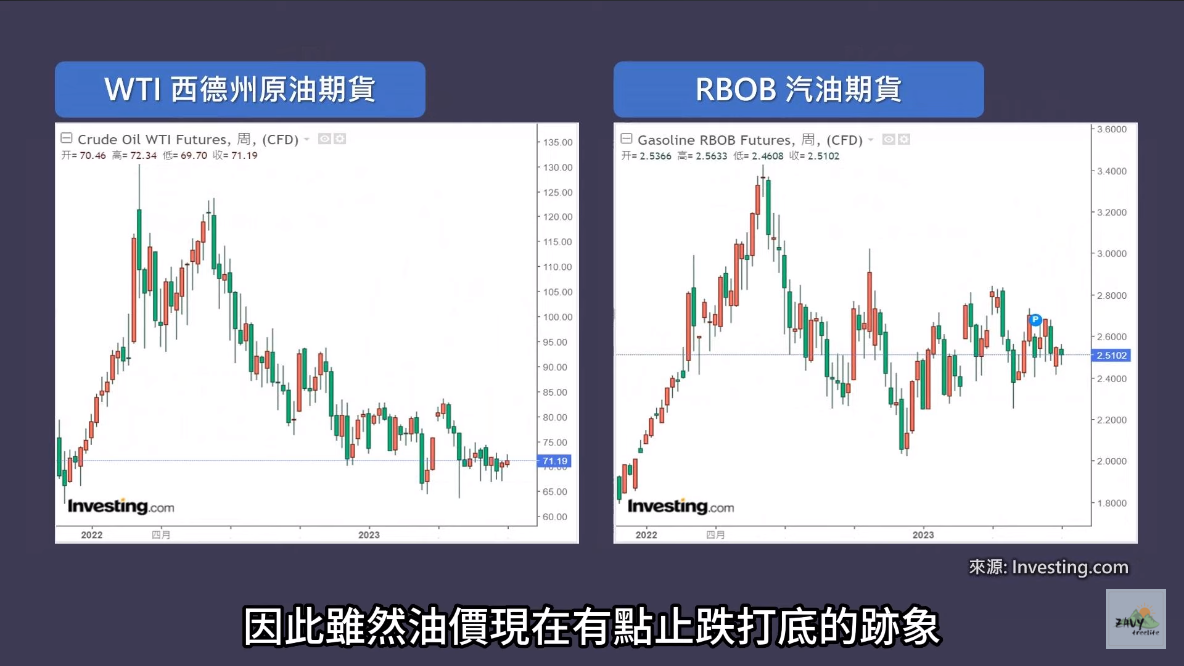 WTI 西德州原油期貨
Crude Oil WTI Futures, 周, (CFD)
开= 70.46 高= 72.34 低= 69.70 收= 71.19
135.00
130.00
125.00
120.00
115.00
110.00
105.00
100.00
95.00
90.00
85.00
80.00
75.00
71.19
70.00
65.00
60.00
Investing.com
2022 四月 2023
RBOB 汽油期貨
Gasoline RBOB Futures, 周, (CFD)
开= 2.5366 高= 2.5633 低= 2.4608 收= 2.5102
3.6000
3.4000
3.2000
3.0000
2.8000
P
2.6000
2.5102
2.4000
2.2000
2.0000
1.8000
Investing.com
2022 四月 2023
來源: Investing.com
因此雖然油價現在有點止跌打底的跡象
ZAVY
freelife